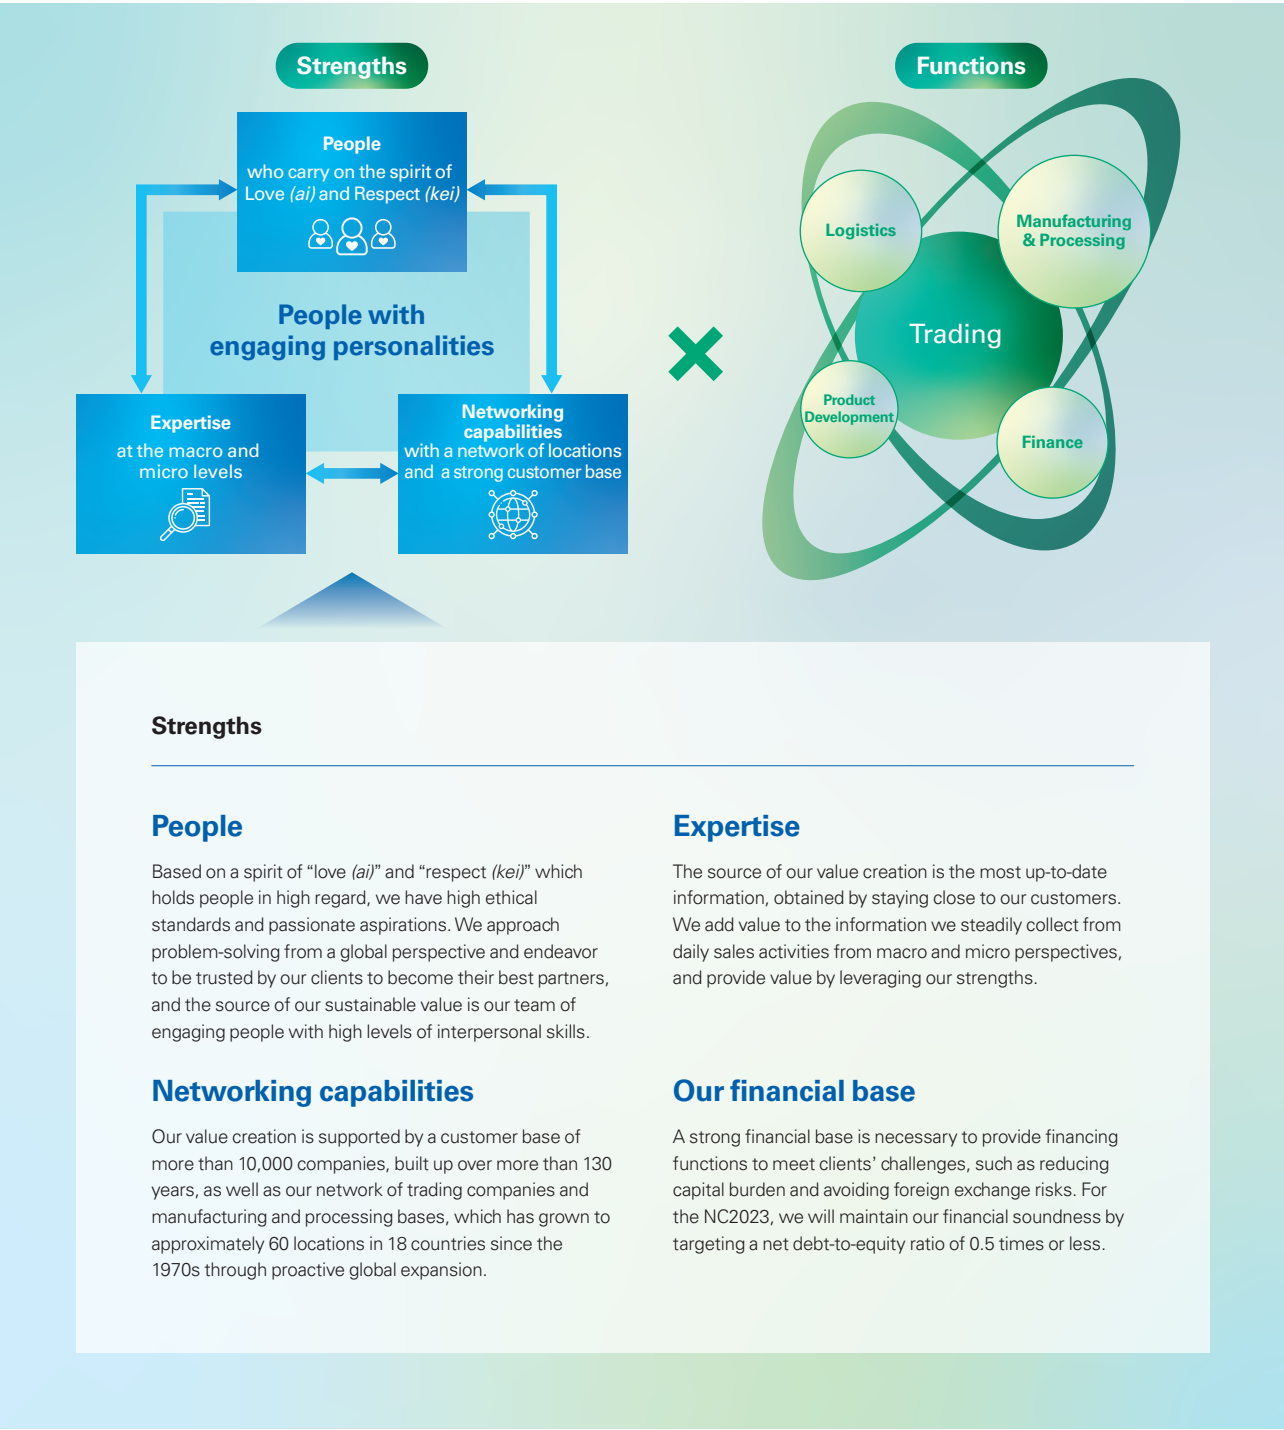 Strengths
People
who carry on the spirit of
Love (ai) and Respect (kei)
People with
engaging personalities
Expertise
at the macro and
micro levels
Networking
capabilities
with a network of locations
and a strong customer base
Functions
Logistics
Manufacturing
& Processing
Trading
Product
Development
Finance
Strengths
People
Based on a spirit of “love (ai)” and “respect (kei)” which
holds people in high regard, we have high ethical
standards and passionate aspirations. We approach
problem-solving from a global perspective and endeavor
to be trusted by our clients to become their best partners,
and the source of our sustainable value is our team of
engaging people with high levels of interpersonal skills.
Expertise
The source of our value creation is the most up-to-date
information, obtained by staying close to our customers.
We add value to the information we steadily collect from
daily sales activities from macro and micro perspectives,
and provide value by leveraging our strengths.
Networking capabilities
Our value creation is supported by a customer base of
more than 10,000 companies, built up over more than 130
years, as well as our network of trading companies and
manufacturing and processing bases, which has grown to
approximately 60 locations in 18 countries since the
1970s through proactive global expansion.
Our financial base
A strong financial base is necessary to provide financing
functions to meet clients’ challenges, such as reducing
capital burden and avoiding foreign exchange risks. For
the NC2023, we will maintain our financial soundness by
targeting a net debt-to-equity ratio of 0.5 times or less.